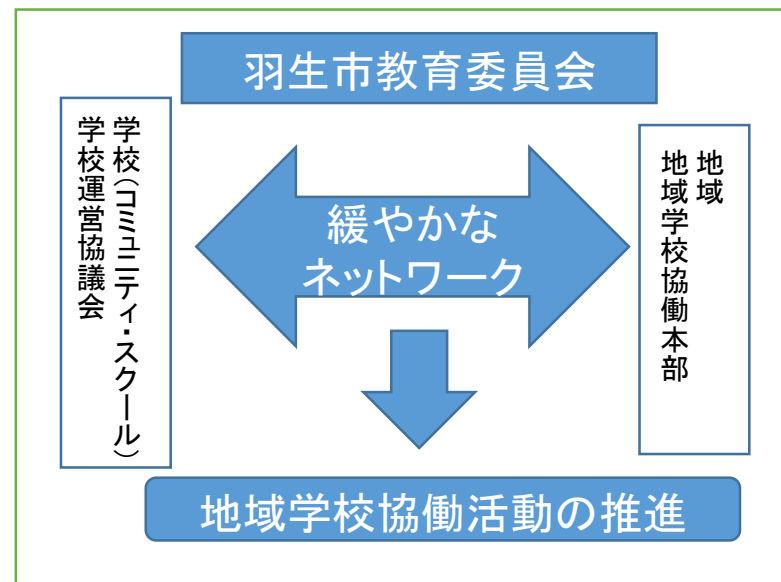 羽生市教育委員会
学校（コミュニティ・スクール）
学校運営協議会
緩やかな
ネットワーク
地域
地域学校協働本部
地域学校協働活動の推進